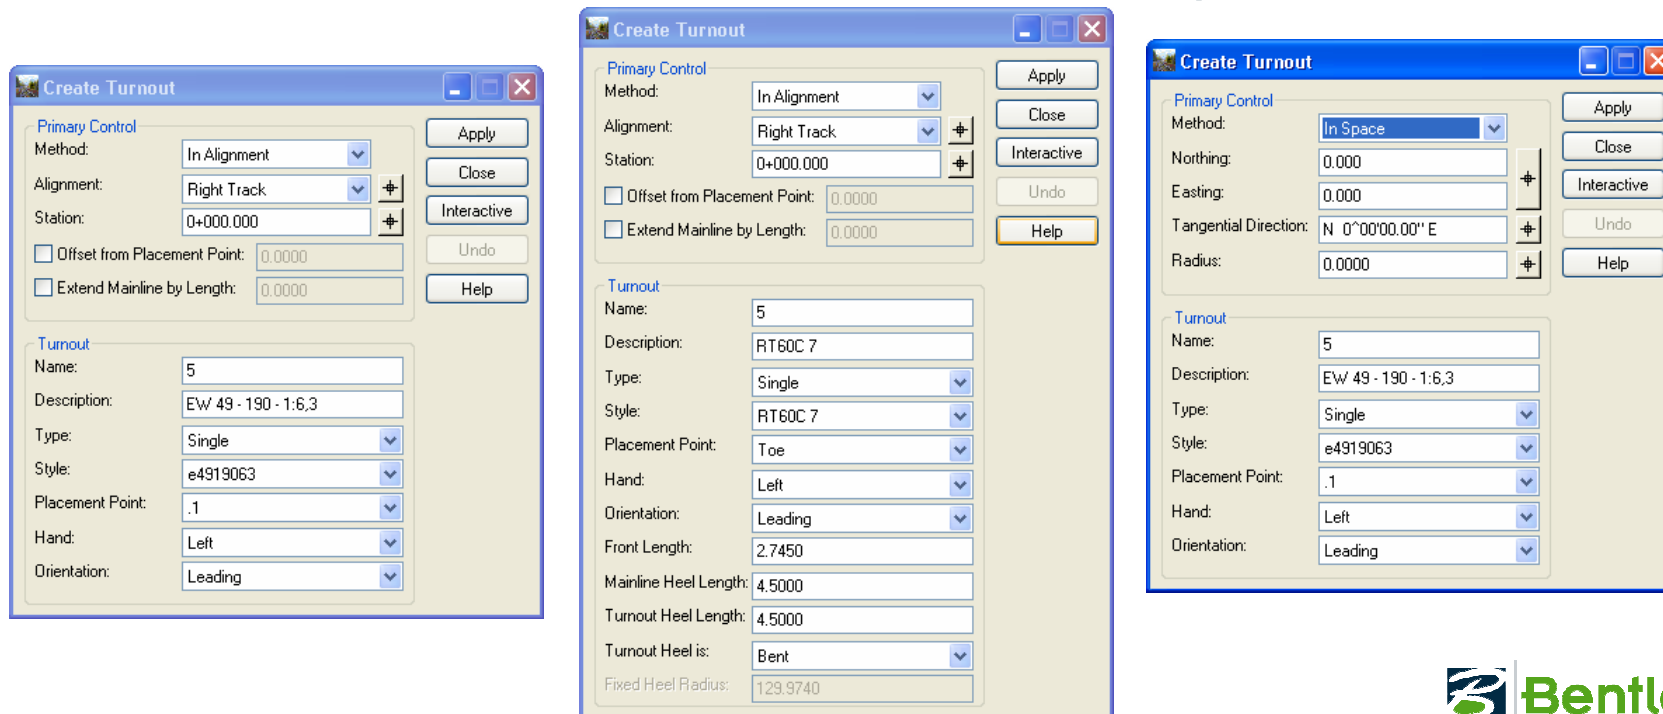 Create Turnout
Primary Control
Method: In Alignment
Alignment: Right Track
Station: 0+000.000
Offset from Placement Point: 0.0000
Extend Mainline by Length: 0.0000
Apply
Close
Interactive
Undo
Help
Turnout
Name: 5
Description: EW 49 - 190 - 1:6,3
Type: Single
Style: e4919063
Placement Point: .1
Hand: Left
Orientation: Leading
Create Turnout
Primary Control
Method: In Alignment
Alignment: Right Track
Station: 0+000.000
Offset from Placement Point: 0.0000
Extend Mainline by Length: 0.0000
Apply
Close
Interactive
Undo
Help
Turnout
Name: 5
Description: RT60C 7
Type: Single
Style: RT60C 7
Placement Point: Toe
Hand: Left
Orientation: Leading
Front Length: 2.7450
Mainline Heel Length: 4.5000
Turnout Heel Length: 4.5000
Turnout Heel is: Bent
Fixed Heel Radius: 129.9740
Create Turnout
Primary Control
Method: In Space
Northing: 0.000
Easting: 0.000
Tangential Direction: N 0^00'00.00" E
Radius: 0.0000
Apply
Close
Interactive
Undo
Help
Turnout
Name: 5
Description: EW 49 - 190 - 1:6,3
Type: Single
Style: e4919063
Placement Point: .1
Hand: Left
Orientation: Leading